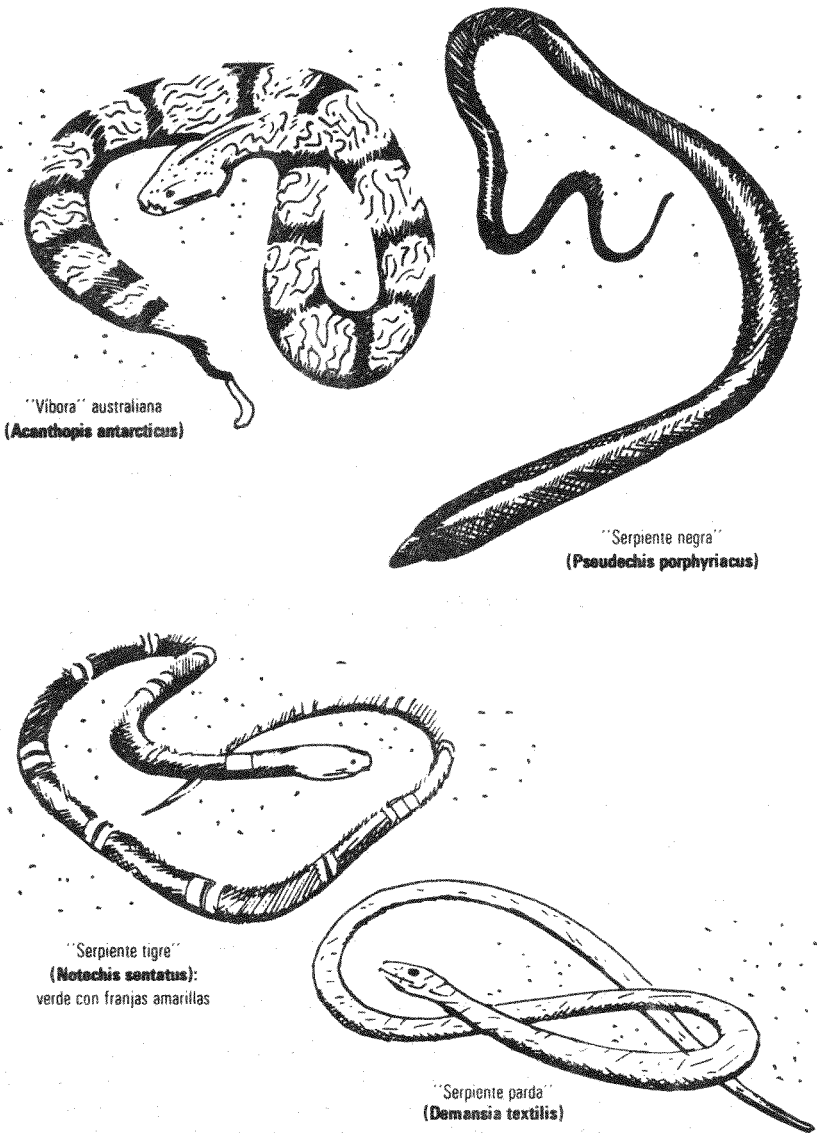 "Víbora" australiana
(Acanthopis antarcticus)
"Serpiente negra"
(Pseudechis porphyriacus)
"Serpiente tigre"
(Notechis sentatus):
verde con franjas amarillas
"Serpiente parda"
(Demansia textilis)